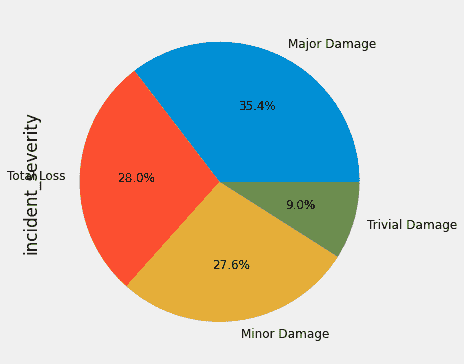 Major Damage
35.4%
Total Loss
incident_severity
28.0%
9.0%
Trivial Damage
27.6%
Minor Damage